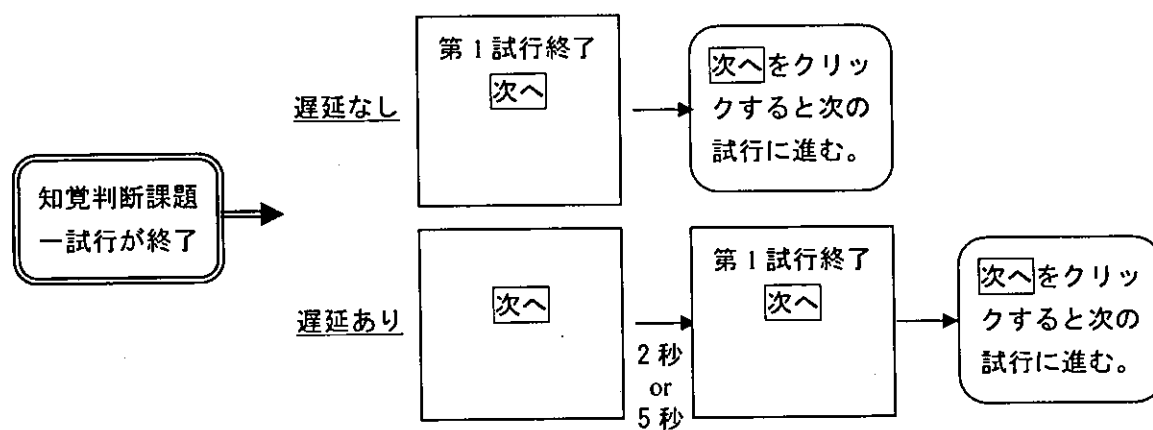 知覚判断課題
一試行が終了
遅延なし
第1試行終了
次へ
次へをクリッ
クすると次の
試行に進む。
遅延あり
次へ
2秒
or
5秒
第1試行終了
次へ
次へをクリッ
クすると次の
試行に進む。